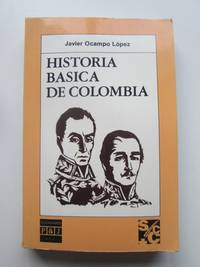 Javier Ocampo López
HISTORIA
BASICA
DE COLOMBIA
P&J